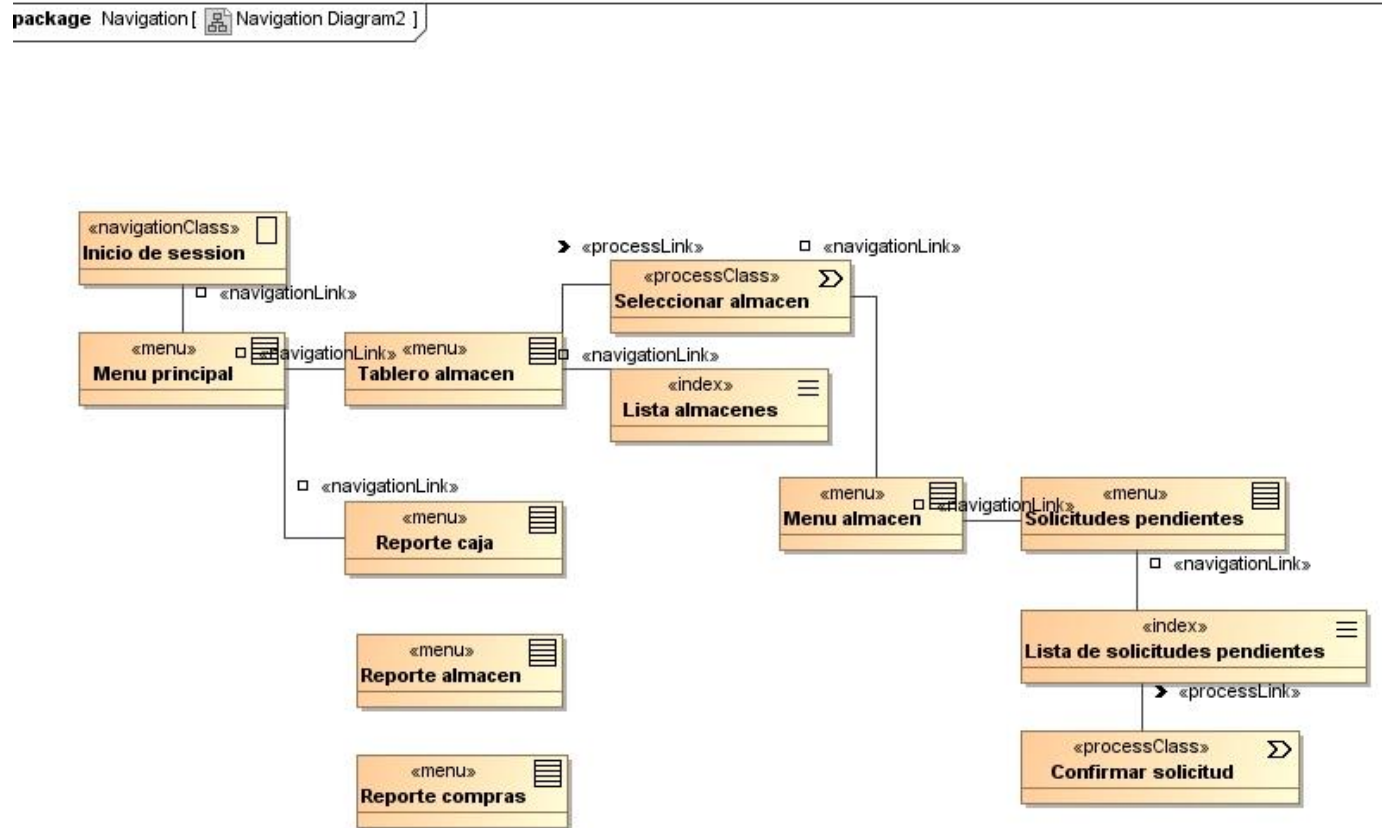 package Navigation [ Navigation Diagram2 ]
«navigationClass»
Inicio de session
«navigationLink»
«processLink»
«navigationLink»
«processClass»
Seleccionar almacen
«menu»
Menu principal
«navigationLink»
«menu»
Tablero almacen
«navigationLink»
«index»
Lista almacenes
«navigationLink»
«menu»
Reporte caja
«menu»
Menu almacen
«navigationLink»
«menu»
Solicitudes pendientes
«navigationLink»
«index»
Lista de solicitudes pendientes
«processLink»
«menu»
Reporte almacen
«processClass»
Confirmar solicitud
«menu»
Reporte compras